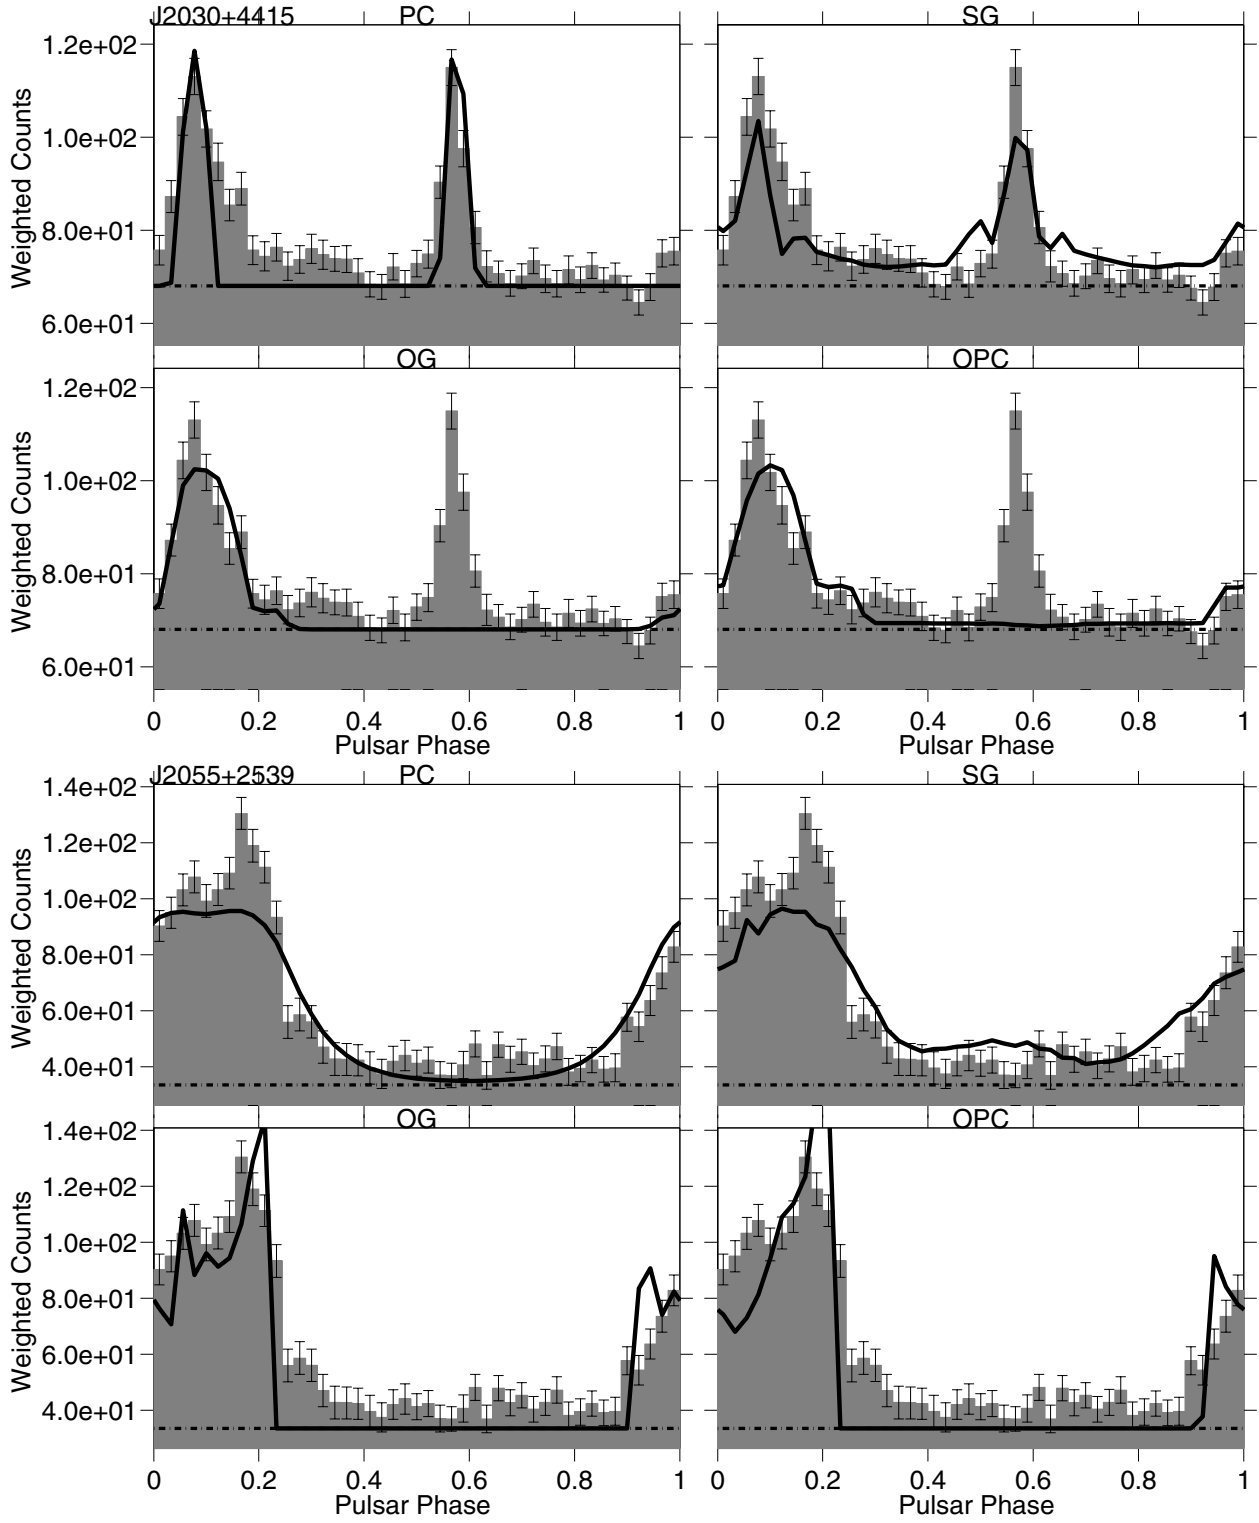 J2030+4415 PC SG
1.2e+02
1.0e+02
8.0e+01
6.0e+01
Weighted Counts
OG OPC
1.2e+02
1.0e+02
8.0e+01
6.0e+01
Weighted Counts
0 0.2 0.4 0.6 0.8 1 0 0.2 0.4 0.6 0.8 1
Pulsar Phase Pulsar Phase
J2055+2539 PC SG
1.4e+02
1.2e+02
1.0e+02
8.0e+01
6.0e+01
4.0e+01
Weighted Counts
OG OPC
1.4e+02
1.2e+02
1.0e+02
8.0e+01
6.0e+01
4.0e+01
Weighted Counts
0 0.2 0.4 0.6 0.8 1 0 0.2 0.4 0.6 0.8 1
Pulsar Phase Pulsar Phase